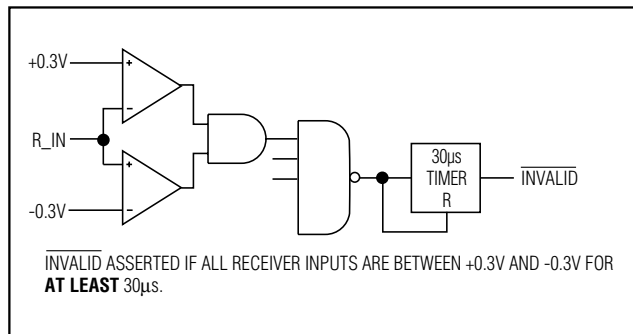 +0.3V
R_IN
-0.3V
+
-
+
-
30μs
TIMER
R
INVALID
INVALID ASSERTED IF ALL RECEIVER INPUTS ARE BETWEEN +0.3V AND -0.3V FOR
AT LEAST 30μs.